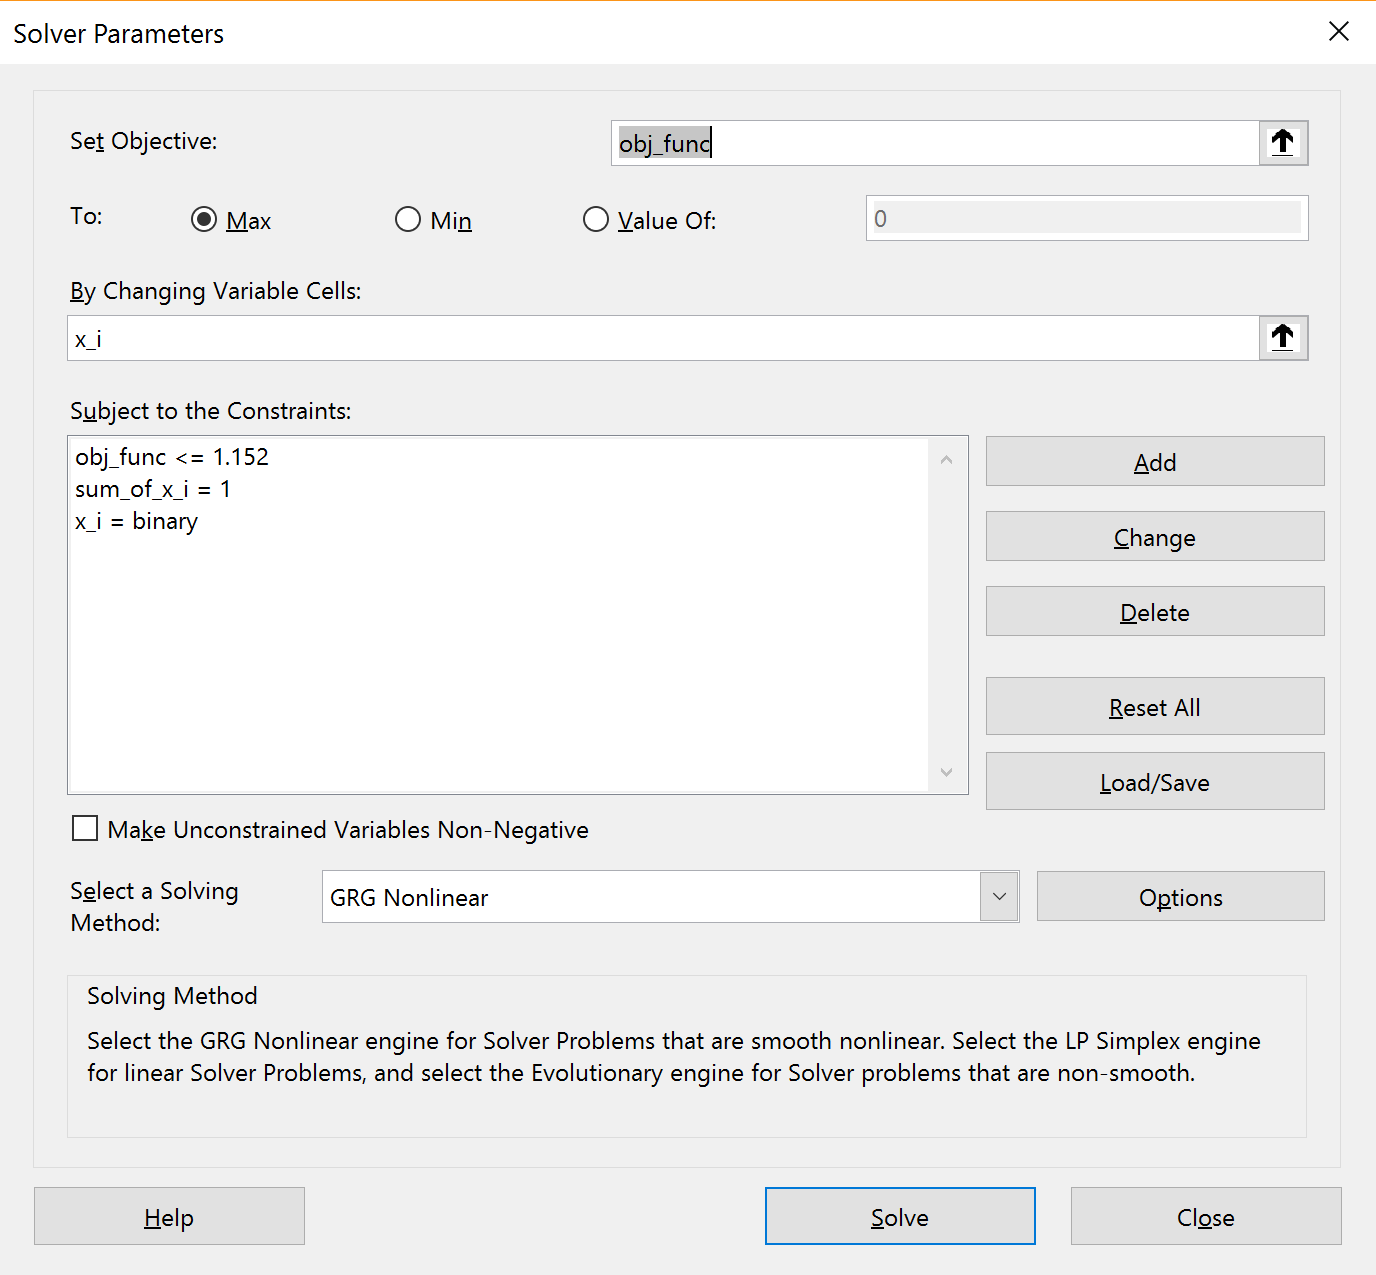 Solver Parameters
Set Objective:
obj_func
To:
Max
Min
Value Of:
0
By Changing Variable Cells:
x_i
Subject to the Constraints:
obj_func <= 1.152
sum_of_x_i = 1
x_i = binary
Add
Change
Delete
Reset All
Load/Save
Make Unconstrained Variables Non-Negative
Select a Solving
Method:
GRG Nonlinear
Options
Solving Method
Select the GRG Nonlinear engine for Solver Problems that are smooth nonlinear. Select the LP Simplex engine
for linear Solver Problems, and select the Evolutionary engine for Solver problems that are non-smooth.
Help
Solve
Close